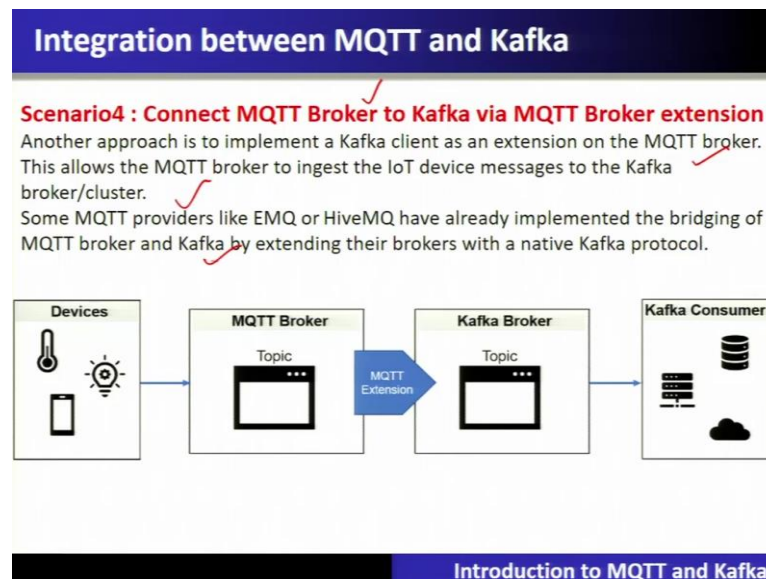 Integration between MQTT and Kafka
Scenario4 : Connect MQTT Broker to Kafka via MQTT Broker extension
Another approach is to implement a Kafka client as an extension on the MQTT broker.
This allows the MQTT broker to ingest the IoT device messages to the Kafka
broker/cluster.
Some MQTT providers like EMQ or HiveMQ have already implemented the bridging of
MQTT broker and Kafka by extending their brokers with a native Kafka protocol.
Devices
MQTT Broker
Topic
MQTT
Extension
Kafka Broker
Topic
Kafka Consumer
Introduction to MQTT and Kafka